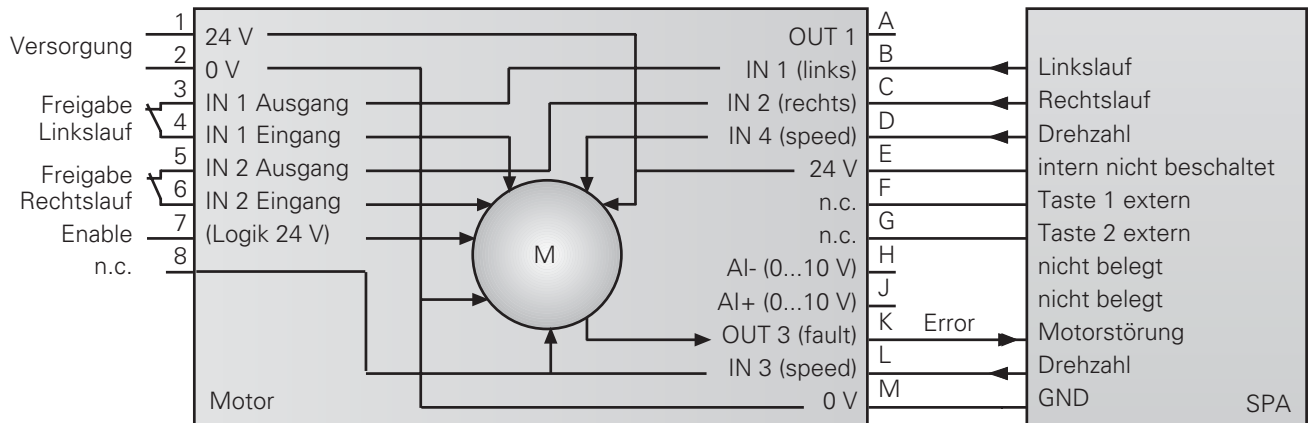 Versorgung
1
2
Freigabe
Linkslauf
3
4
Freigabe
Rechtslauf
5
6
Enable
7
n.c.
8
24 V
0 V
IN 1 Ausgang
IN 1 Eingang
IN 2 Ausgang
IN 2 Eingang
(Logik 24 V)
Motor
M
OUT 1
IN 1 (links)
IN 2 (rechts)
IN 4 (speed)
24 V
n.c.
n.c.
AI- (0...10 V)
AI+ (0...10 V)
OUT 3 (fault)
IN 3 (speed)
0 V
A
B
C
D
E
F
G
H
J
K
L
M
Error
Linkslauf
Rechtslauf
Drehzahl
intern nicht beschaltet
Taste 1 extern
Taste 2 extern
nicht belegt
nicht belegt
Motorstörung
Drehzahl
GND
SPA